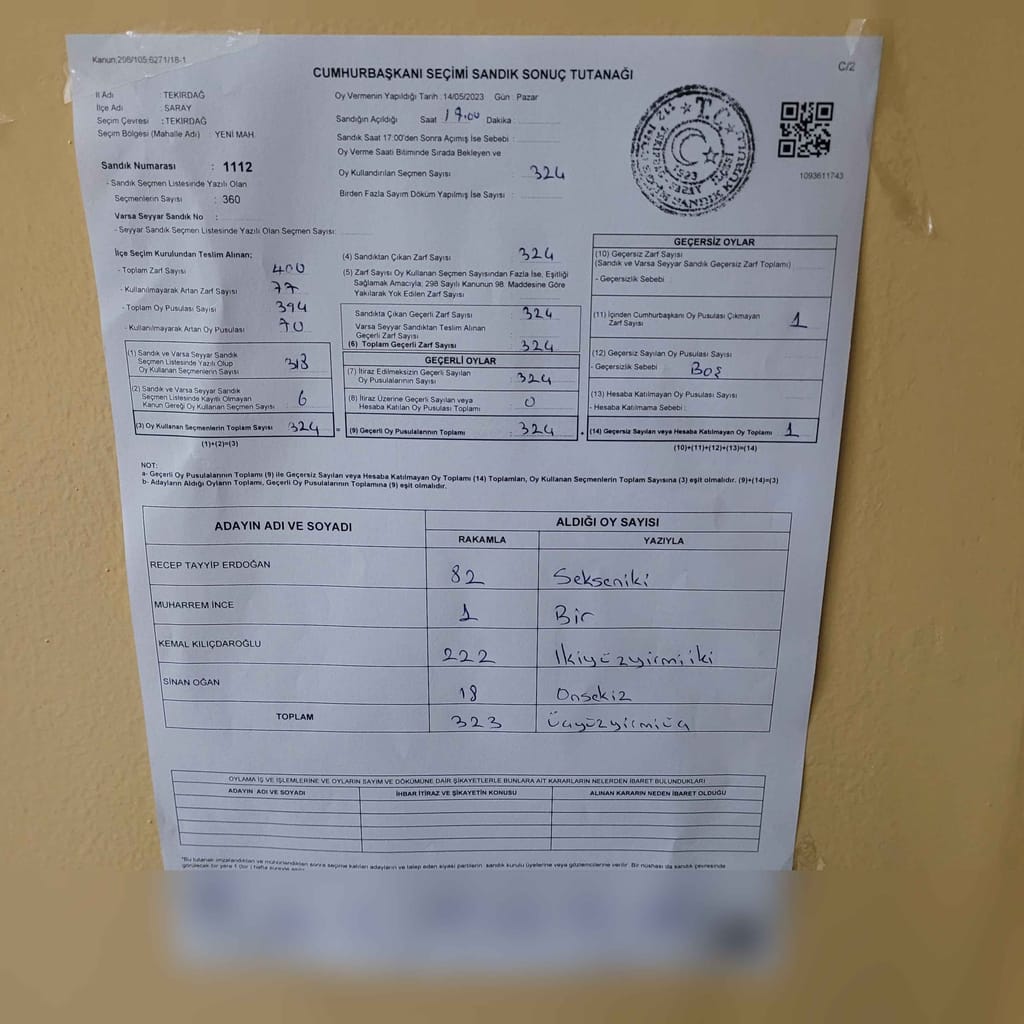 Kanun;298/105;6271/18-1
C/2
CUMHURBAŞKANI SEÇİMİ SANDIK SONUÇ TUTANAĞI
İl Adı : TEKİRDAĞ
İlçe Adı : SARAY
Seçim Çevresi : TEKİRDAĞ
Seçim Bölgesi (Mahalle Adı) : YENİ MAH.
Sandık Numarası : 1112
- Sandık Seçmen Listesinde Yazılı Olan
Seçmenlerin Sayısı : 360
Varsa Seyyar Sandık No :
- Seyyar Sandık Seçmen Listesinde Yazılı Olan Seçmen Sayısı:
Oy Vermenin Yapıldığı Tarih : 14/05/2023 Gün : Pazar
Sandığın Açıldığı Saat 17.00 Dakika :
Sandık Saat 17:00'den Sonra Açımış İse Sebebi :
Oy Verme Saati Bitiminde Sırada Bekleyen ve
Oy Kullandırılan Seçmen Sayısı : 324
Birden Fazla Sayım Döküm Yapılmış İse Sayısı :
T.C.
1923
1093611743
İlçe Seçim Kurulundan Teslim Alınan;
- Toplam Zarf Sayısı : 400
- Kullanılmayarak Artan Zarf Sayısı : 77
- Toplam Oy Pusulası Sayısı : 394
- Kullanılmayarak Artan Oy Pusulası : 70
(1) Sandık ve Varsa Seyyar Sandık
Seçmen Listesinde Yazılı Olup
Oy Kullanan Seçmenlerin Sayısı : 318
(2) Sandık ve Varsa Seyyar Sandık
Seçmen Listesinde Kayıtlı Olmayan
Kanun Gereği Oy Kullanan Seçmen Sayısı : 6
(3) Oy Kullanan Seçmenlerin Toplam Sayısı : 324
(1)+(2)=(3)
(4) Sandıktan Çıkan Zarf Sayısı : 324
(5) Zarf Sayısı Oy Kullanan Seçmen Sayısından Fazla İse, Eşitliği
Sağlamak Amacıyla; 298 Sayılı Kanunun 98. Maddesine Göre
Yakılarak Yok Edilen Zarf Sayısı :
Sandıkta Çıkan Geçerli Zarf Sayısı : 324
Varsa Seyyar Sandıktan Teslim Alınan
Geçerli Zarf Sayısı :
(6) Toplam Geçerli Zarf Sayısı : 324
GEÇERLİ OYLAR
(7) İtiraz Edilmeksizin Geçerli Sayılan
Oy Pusulalarının Sayısı : 324
(8) İtiraz Üzerine Geçerli Sayılan veya
Hesaba Katılan Oy Pusulası Toplamı : 0
= (9) Geçerli Oy Pusulalarının Toplamı : 324 +
GEÇERSİZ OYLAR
(10) Geçersiz Zarf Sayısı
(Sandık ve Varsa Seyyar Sandık Geçersiz Zarf Toplamı)
- Geçersizlik Sebebi :
(11) İçinden Cumhurbaşkanı Oy Pusulası Çıkmayan
Zarf Sayısı : 1
(12) Geçersiz Sayılan Oy Pusulası Sayısı :
- Geçersizlik Sebebi : Boş
(13) Hesaba Katılmayan Oy Pusulası Sayısı :
- Hesaba Katılmama Sebebi :
(14) Geçersiz Sayılan veya Hesaba Katılmayan Oy Toplamı : 1
(10)+(11)+(12)+(13)=(14)
NOT:
a- Geçerli Oy Pusulalarının Toplamı (9) ile Geçersiz Sayılan veya Hesaba Katılmayan Oy Toplamı (14) Toplamları, Oy Kullanan Seçmenlerin Toplam Sayısına (3) eşit olmalıdır. (9)+(14)=(3)
b- Adayların Aldığı Oyların Toplamı, Geçerli Oy Pusulalarının Toplamına (9) eşit olmalıdır.
ADAYIN ADI VE SOYADI ALDIĞI OY SAYISI
RAKAMLA YAZIYLA
RECEP TAYYİP ERDOĞAN 82 Sekseniki
MUHARREM İNCE 1 Bir
KEMAL KILIÇDAROĞLU 222 İkiyüzyirmiiki
SİNAN OĞAN 18 Onsekiz
TOPLAM 323 Üçyüzyirmiüç
OYLAMA İŞ VE İŞLEMLERİNE VE OYLARIN SAYIM VE DÖKÜMÜNE DAİR ŞİKAYETLERLE BUNLARA AİT KARARLARIN NELERDEN İBARET BULUNDUKLARI
ADAYIN ADI VE SOYADI İHBAR İTİRAZ VE ŞİKAYETİN KONUSU ALINAN KARARIN NEDEN İBARET OLDUĞU
*Bu tutanak imzalandıktan ve mühürlendikten sonra seçime katılan adayların ve talep eden siyasi partilerin sandık kurulu üyelerine veya gözlemcilerine verilir. Bir nüshası da sandık çevresinde